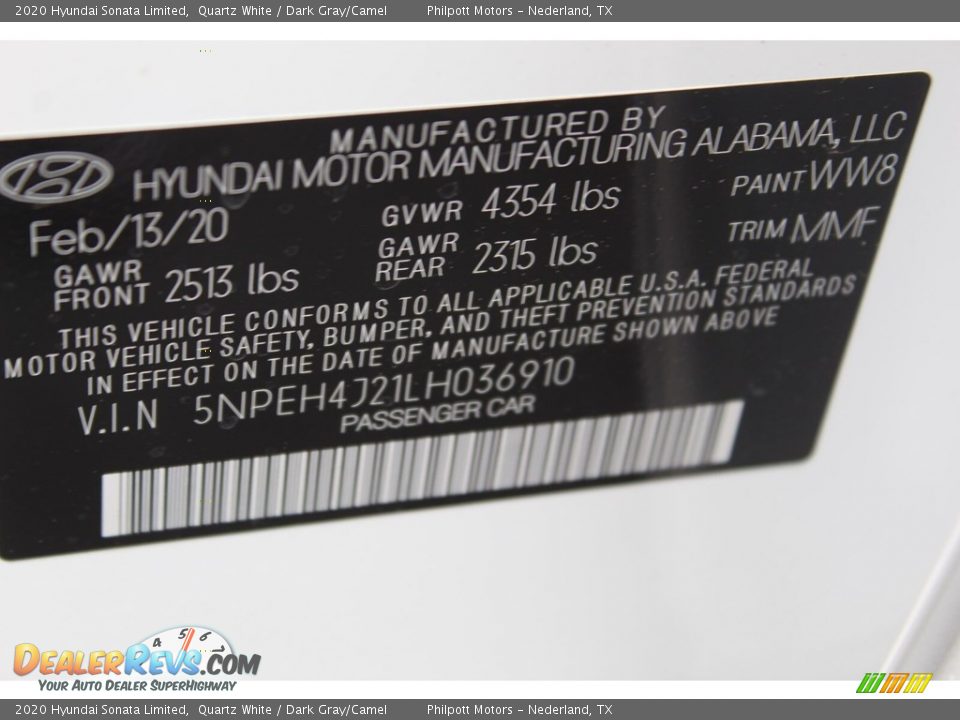 2020 Hyundai Sonata Limited, Quartz White / Dark Gray/Camel Philpott Motors - Nederland, TX
MANUFACTURED BY
HYUNDAI MOTOR MANUFACTURING ALABAMA, LLC
Feb/13/20 GVWR 4354 lbs PAINT WW8
GAWR FRONT 2513 lbs GAWR REAR 2315 lbs TRIM MMF
THIS VEHICLE CONFORMS TO ALL APPLICABLE U.S.A. FEDERAL
MOTOR VEHICLE SAFETY, BUMPER, AND THEFT PREVENTION STANDARDS
IN EFFECT ON THE DATE OF MANUFACTURE SHOWN ABOVE
V.I.N 5NPEH4J21LH036910
PASSENGER CAR
4 5 6 7
DEALERREVS.COM
YOUR AUTO DEALER SUPERHIGHWAY
2020 Hyundai Sonata Limited, Quartz White / Dark Gray/Camel Philpott Motors - Nederland, TX